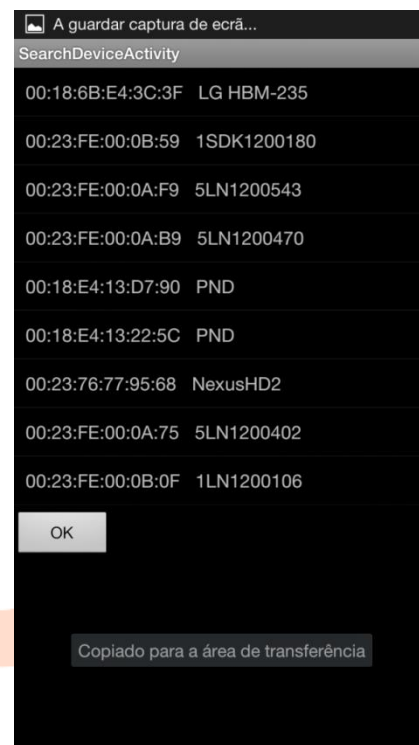 A guardar captura de ecrã...
SearchDeviceActivity
00:18:6B:E4:3C:3F LG HBM-235
00:23:FE:00:0B:59 1SDK1200180
00:23:FE:00:0A:F9 5LN1200543
00:23:FE:00:0A:B9 5LN1200470
00:18:E4:13:D7:90 PND
00:18:E4:13:22:5C PND
00:23:76:77:95:68 NexusHD2
00:23:FE:00:0A:75 5LN1200402
00:23:FE:00:0B:0F 1LN1200106
OK
Copiado para a área de transferência